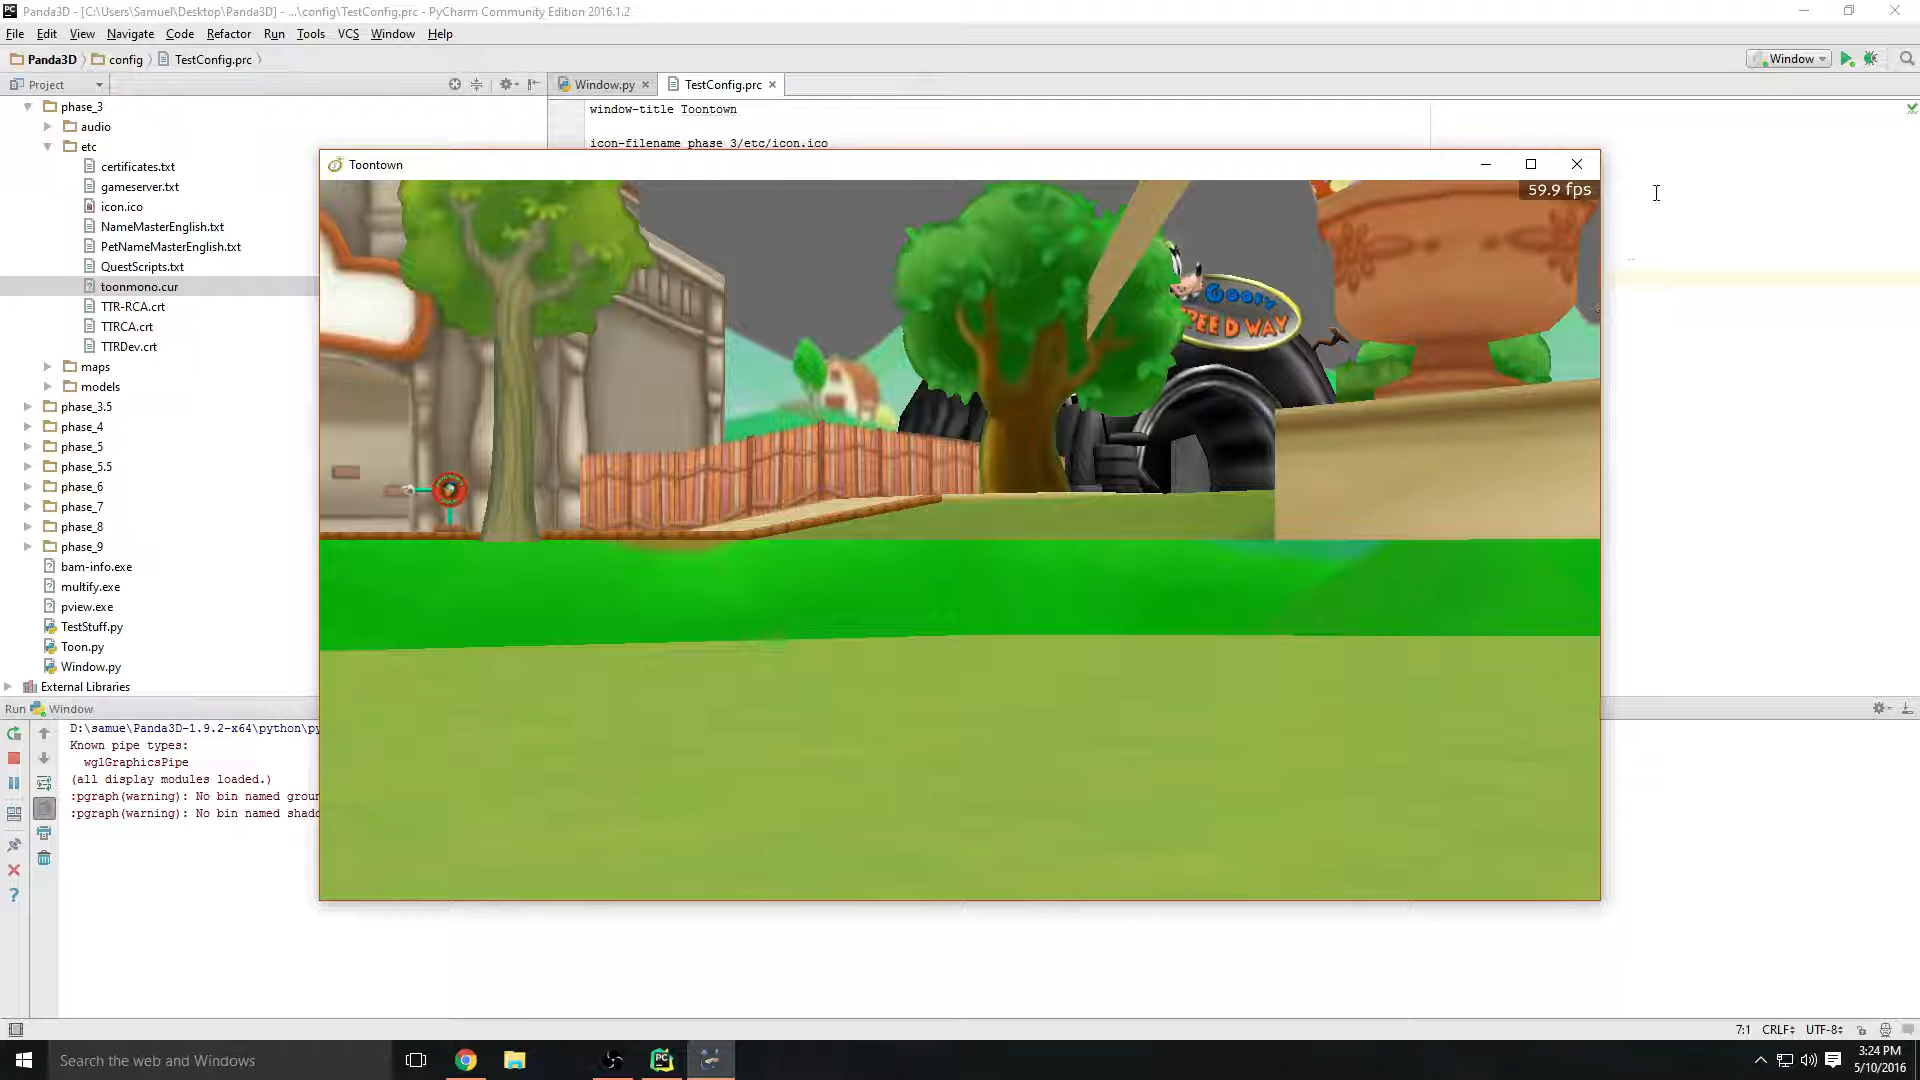 Panda3D - [C:\Users\Samuel\Desktop\Panda3D] - ...\config\TestConfig.prc - PyCharm Community Edition 2016.1.2
File Edit View Navigate Code Refactor Run Tools VCS Window Help
Panda3D config TestConfig.prc Window
Project Window.py TestConfig.prc
phase_3
audio
etc
certificates.txt
gameserver.txt
icon.ico
NameMasterEnglish.txt
PetNameMasterEnglish.txt
QuestScripts.txt
toonmono.cur
TTR-RCA.crt
TTRCA.crt
TTRDev.crt
maps
models
phase_3.5
phase_4
phase_5
phase_5.5
phase_6
phase_7
phase_8
phase_9
bam-info.exe
multify.exe
pview.exe
TestStuff.py
Toon.py
Window.py
External Libraries
window-title Toontown
icon-filename phase_3/etc/icon.ico
Toontown
59.9 fps
GOOFY
SPEEDWAY
Run Window
D:\samue\Panda3D-1.9.2-x64\python\py
Known pipe types:
wglGraphicsPipe
(all display modules loaded.)
:pgraph(warning): No bin named groun
:pgraph(warning): No bin named shado
7:1 CRLF UTF-8
Search the web and Windows
3:24 PM
5/10/2016